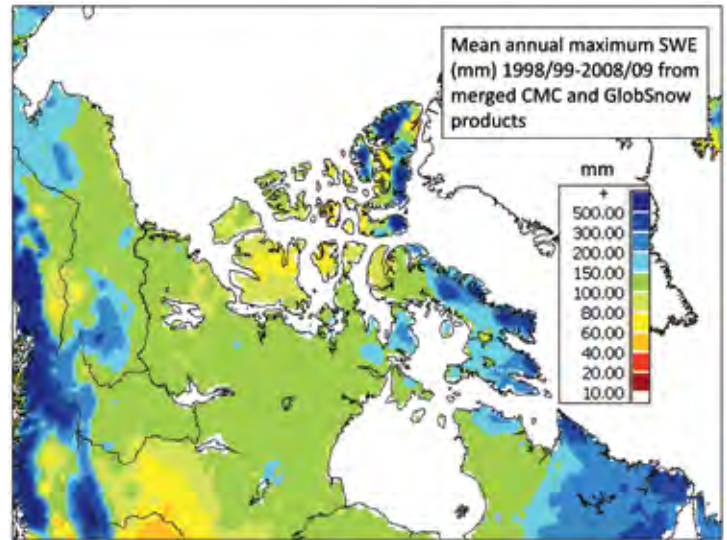 Mean annual maximum SWE
(mm) 1998/99-2008/09 from
merged CMC and GlobSnow
products
mm
+
500.00
300.00
200.00
150.00
100.00
80.00
60.00
40.00
20.00
10.00